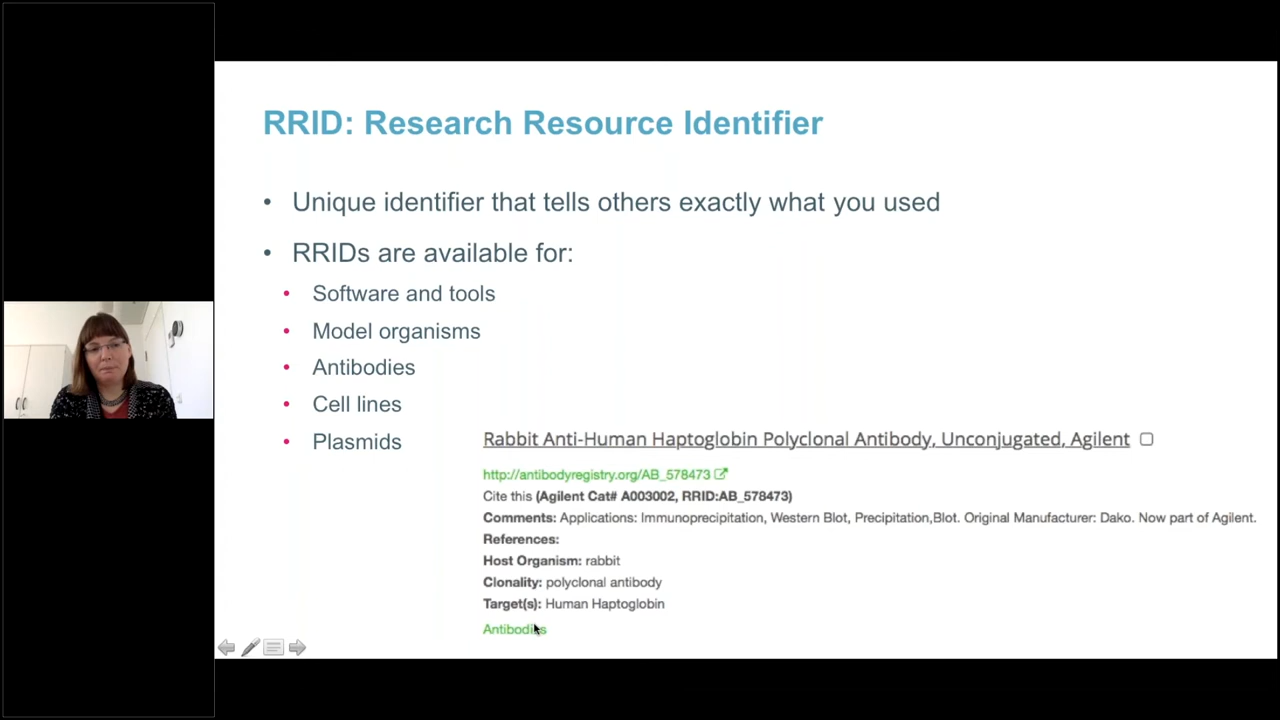 RRID: Research Resource Identifier
• Unique identifier that tells others exactly what you used
• RRIDs are available for:
• Software and tools
• Model organisms
• Antibodies
• Cell lines
• Plasmids
Rabbit Anti-Human Haptoglobin Polyclonal Antibody, Unconjugated, Agilent
http://antibodyregistry.org/AB_578473
Cite this (Agilent Cat# A003002, RRID:AB_578473)
Comments: Applications: Immunoprecipitation, Western Blot, Precipitation,Blot. Original Manufacturer: Dako. Now part of Agilent.
References:
Host Organism: rabbit
Clonality: polyclonal antibody
Target(s): Human Haptoglobin
Antibodies